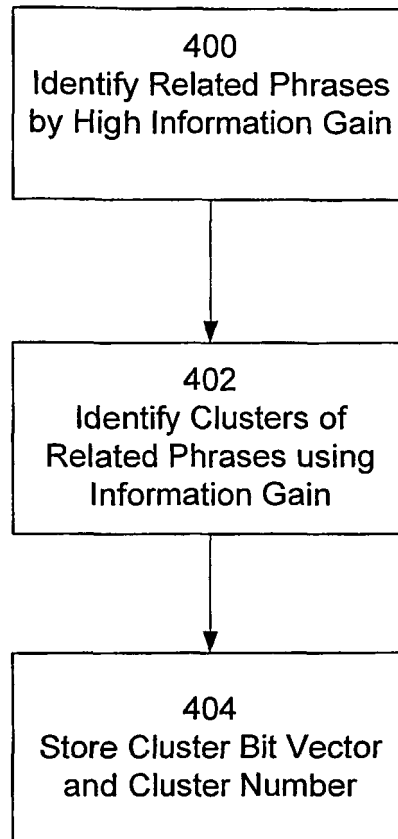 400
Identify Related Phrases
by High Information Gain
402
Identify Clusters of
Related Phrases using
Information Gain
404
Store Cluster Bit Vector
and Cluster Number